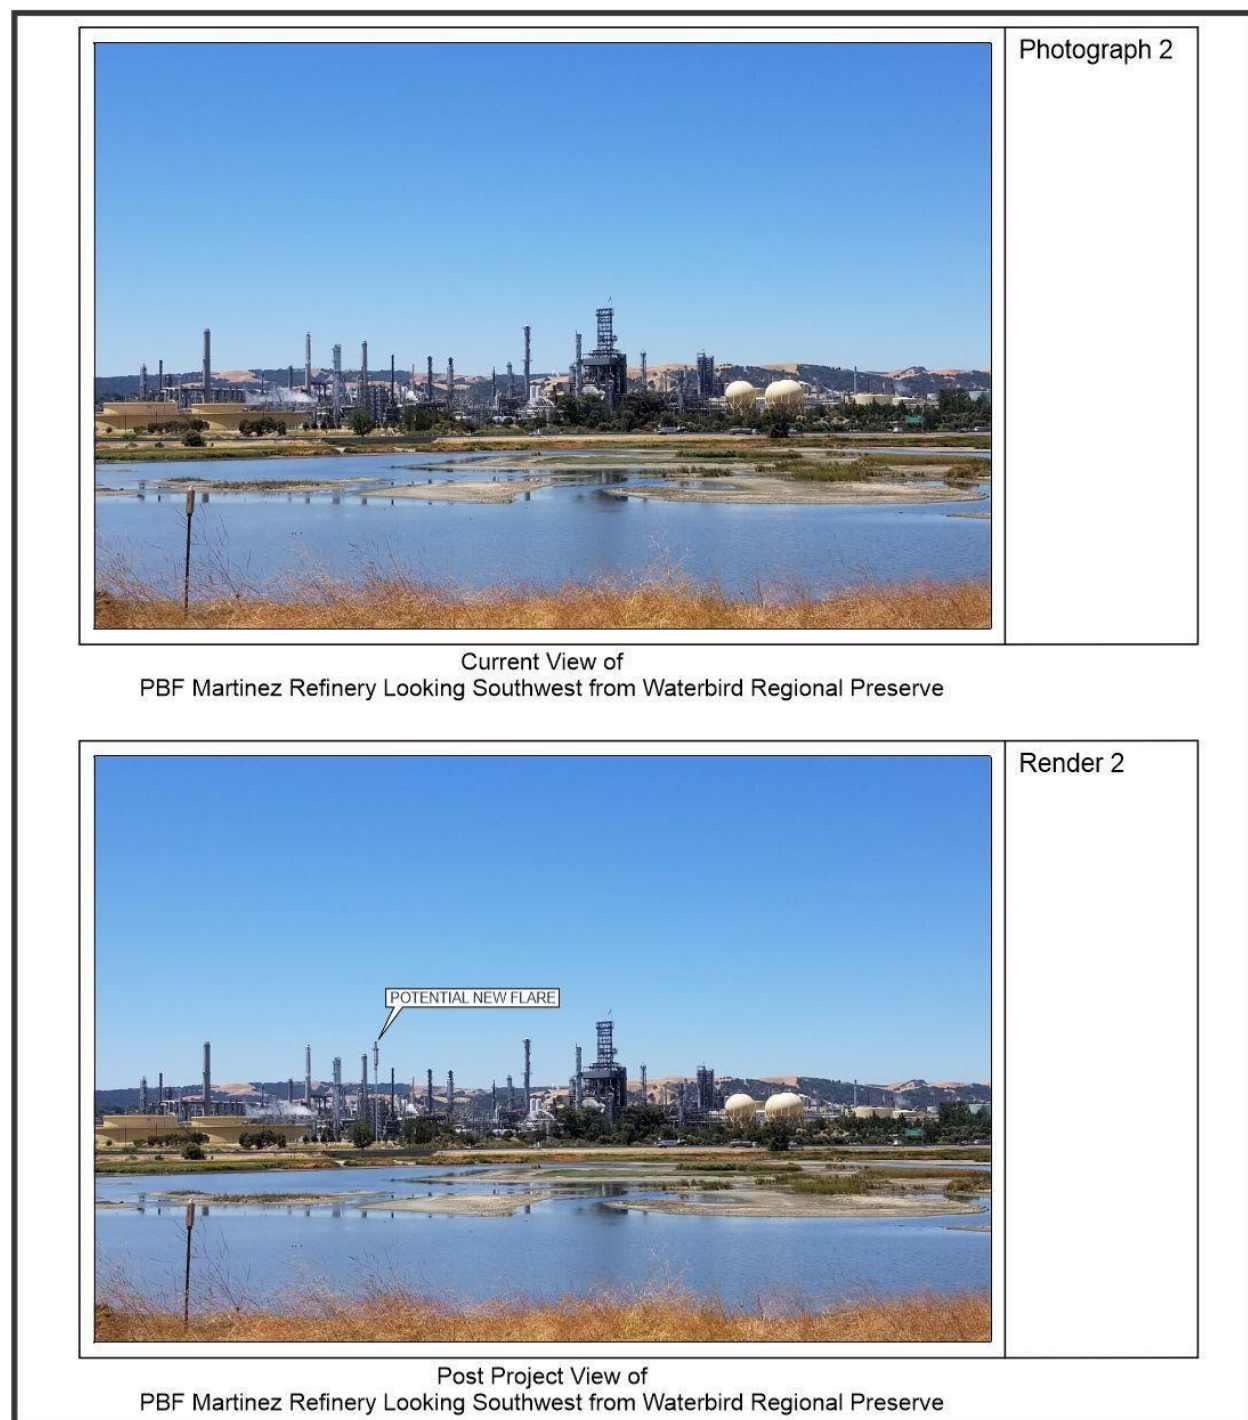 Photograph 2
Current View of
PBF Martinez Refinery Looking Southwest from Waterbird Regional Preserve
Render 2
POTENTIAL NEW FLARE
Post Project View of
PBF Martinez Refinery Looking Southwest from Waterbird Regional Preserve